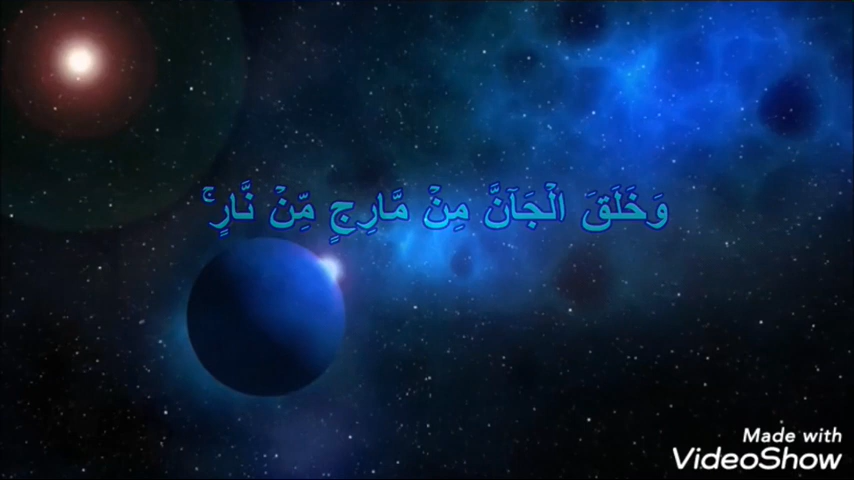 وَخَلَقَ الْجَآنَّ مِنْ مَّارِجٍ مِّنْ نَّارٍۚ
Made with
VideoShow